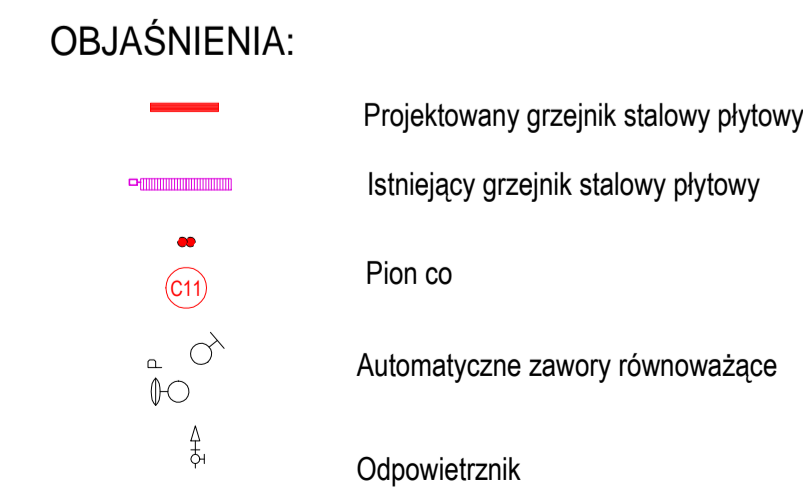 OBJAŚNIENIA:
Projektowany grzejnik stalowy płytowy
Istniejący grzejnik stalowy płytowy
C11
Pion co
P
Automatyczne zawory równoważące
Odpowietrznik